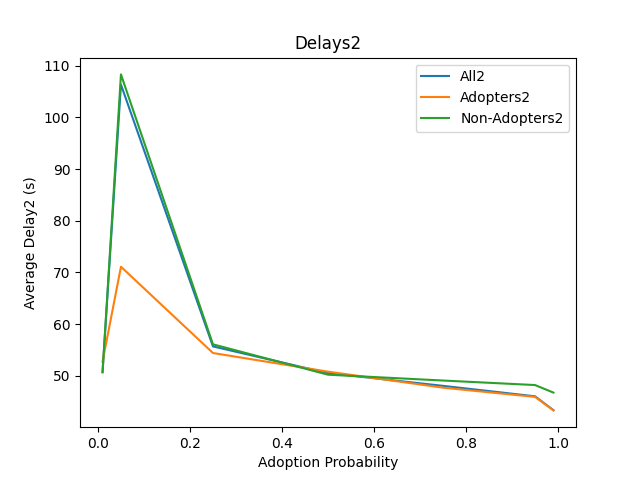 Delays2
All2
Adopters2
Non-Adopters2
Average Delay2 (s)
110
100
90
80
70
60
50
0.0 0.2 0.4 0.6 0.8 1.0
Adoption Probability